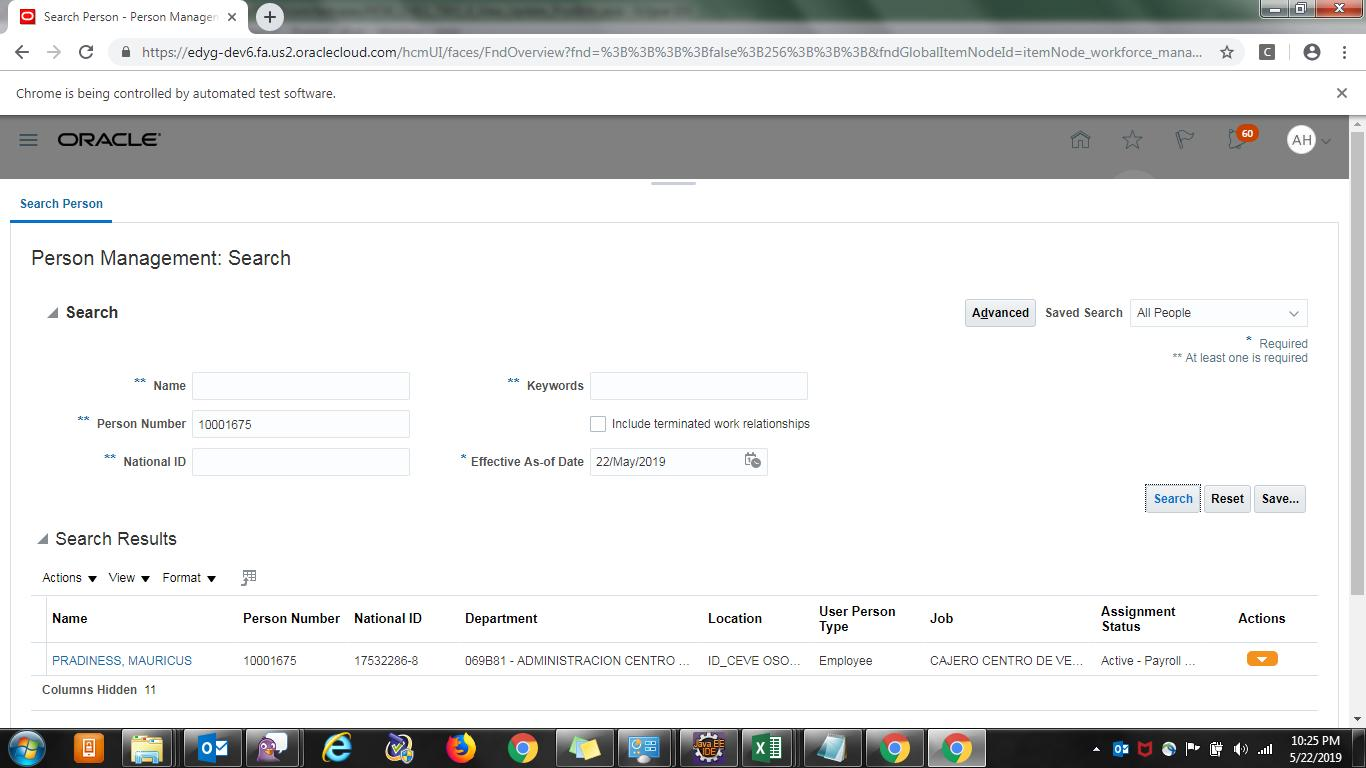 Search Person - Person Managen
https://edyg-dev6.fa.us2.oraclecloud.com/hcmUI/faces/FndOverview?fnd=%3B%3B%3B%3Bfalse%3B256%3B%3B%3B&fndGlobalItemNodeId=itemNode_workforce_mana...
C
Chrome is being controlled by automated test software.
ORACLE
60
AH
Search Person
Person Management: Search
Search
Advanced Saved Search All People
* Required
** At least one is required
** Name
** Keywords
** Person Number 10001675
Include terminated work relationships
** National ID
* Effective As-of Date 22/May/2019
Search Reset Save...
Search Results
Actions View Format
Name Person Number National ID Department Location User Person Type Job Assignment Status Actions
PRADINESS, MAURICUS 10001675 17532286-8 069B81 - ADMINISTRACION CENTRO ... ID_CEVE OSO... Employee CAJERO CENTRO DE VE... Active - Payroll ...
Columns Hidden 11
Java EE
IDE
10:25 PM
5/22/2019